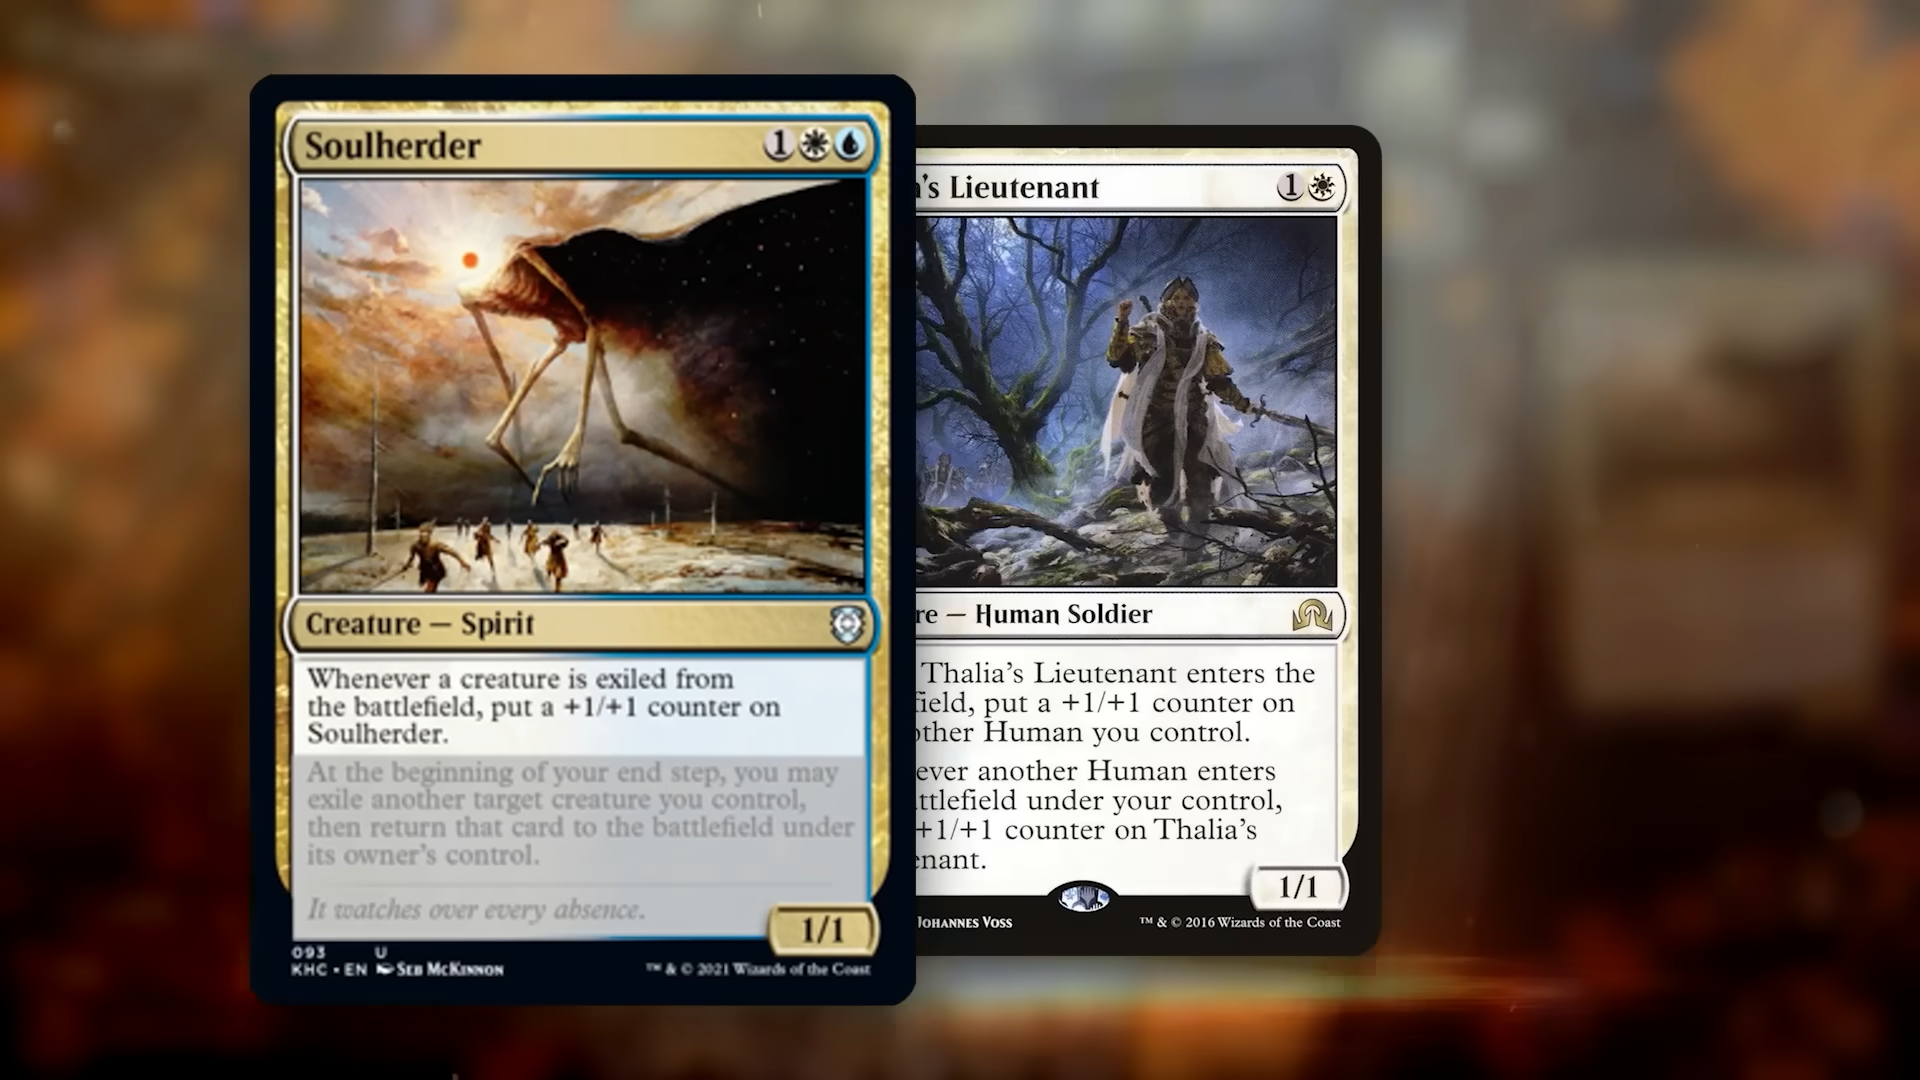 Soulherder 1
Creature — Spirit
Whenever a creature is exiled from
the battlefield, put a +1/+1 counter on
Soulherder.
At the beginning of your end step, you may
exile another target creature you control,
then return that card to the battlefield under
its owner's control.
It watches over every absence.
1/1
093 U
KHC • EN SEB MCKINNON
™ & © 2021 Wizards of the Coast
's Lieutenant 1
re — Human Soldier
Thalia's Lieutenant enters the
field, put a +1/+1 counter on
other Human you control.
ever another Human enters
ttlefield under your control,
+1/+1 counter on Thalia's
enant.
1/1
JOHANNES VOSS
™ & © 2016 Wizards of the Coast